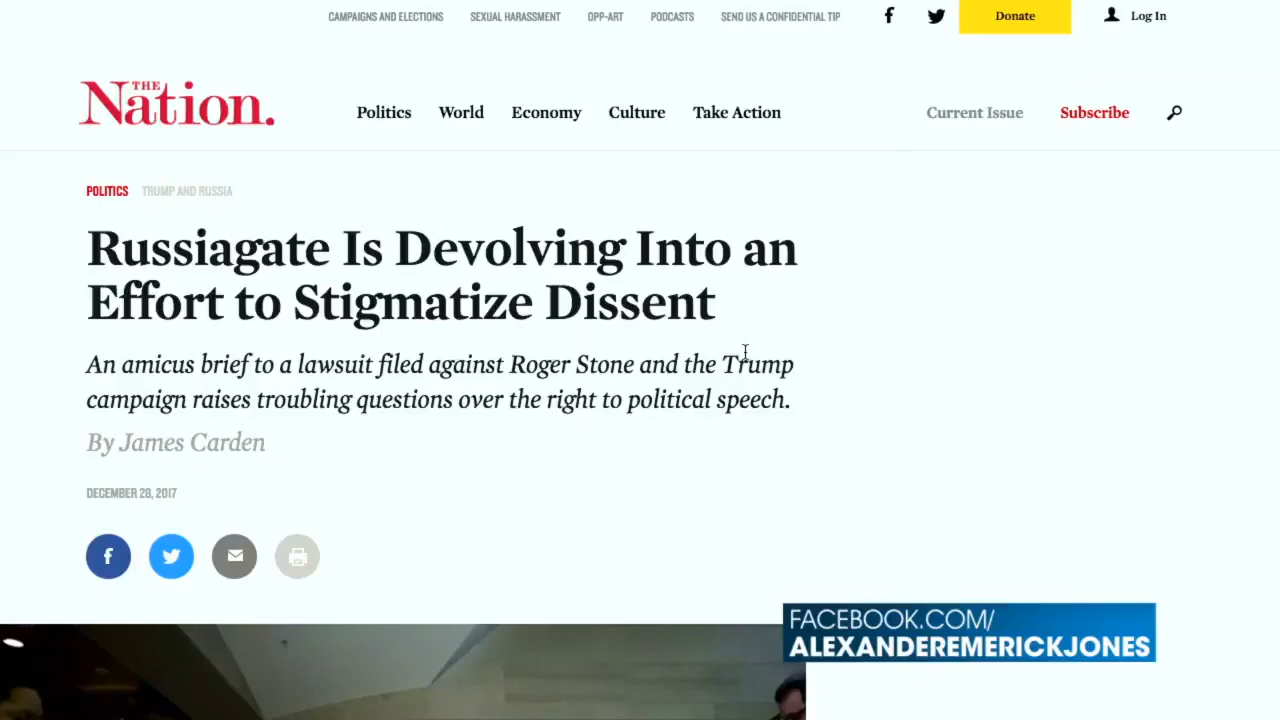 CAMPAIGNS AND ELECTIONS SEXUAL HARASSMENT OPP-ART PODCASTS SEND US A CONFIDENTIAL TIP f Donate Log In
THE
Nation.
Politics World Economy Culture Take Action Current Issue Subscribe
POLITICS TRUMP AND RUSSIA
Russiagate Is Devolving Into an
Effort to Stigmatize Dissent
An amicus brief to a lawsuit filed against Roger Stone and the Trump
campaign raises troubling questions over the right to political speech.
By James Carden
DECEMBER 28, 2017
f
FACEBOOK.COM/
ALEXANDEREMERICKJONES